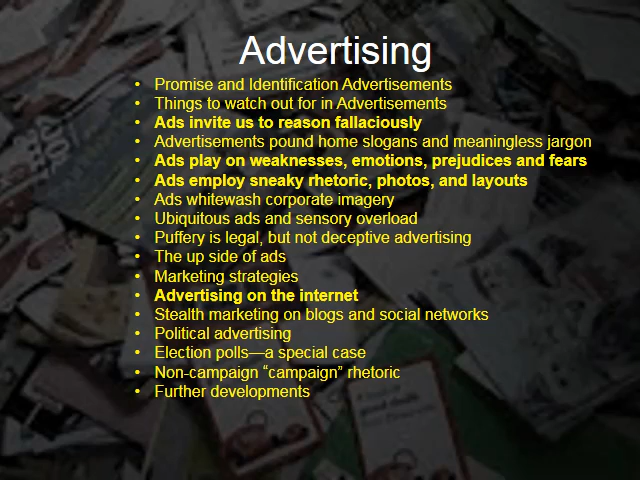 Advertising
• Promise and Identification Advertisements
• Things to watch out for in Advertisements
• Ads invite us to reason fallaciously
• Advertisements pound home slogans and meaningless jargon
• Ads play on weaknesses, emotions, prejudices and fears
• Ads employ sneaky rhetoric, photos, and layouts
• Ads whitewash corporate imagery
• Ubiquitous ads and sensory overload
• Puffery is legal, but not deceptive advertising
• The up side of ads
• Marketing strategies
• Advertising on the internet
• Stealth marketing on blogs and social networks
• Political advertising
• Election polls—a special case
• Non-campaign “campaign” rhetoric
• Further developments